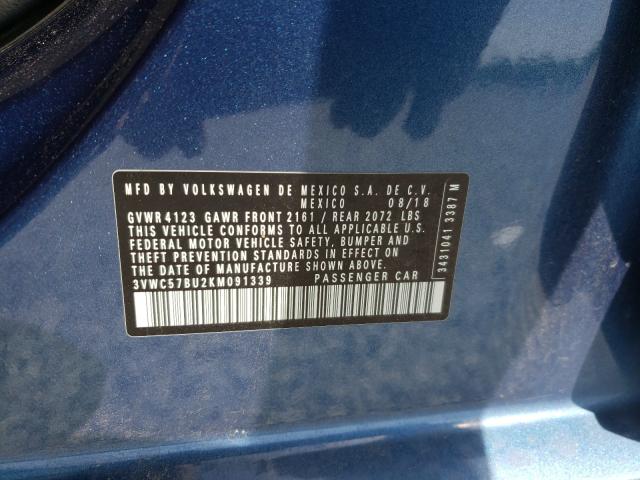 MFD BY VOLKSWAGEN DE MEXICO S.A. DE C.V.
MEXICO 08/18
GVWR 4123 GAWR FRONT 2161 / REAR 2072 LBS
THIS VEHICLE CONFORMS TO ALL APPLICABLE U.S.
FEDERAL MOTOR VEHICLE SAFETY, BUMPER AND
THEFT PREVENTION STANDARDS IN EFFECT ON
THE DATE OF MANUFACTURE SHOWN ABOVE.
3VWC57BU2KM091339 PASSENGER CAR
3431041 3387 M